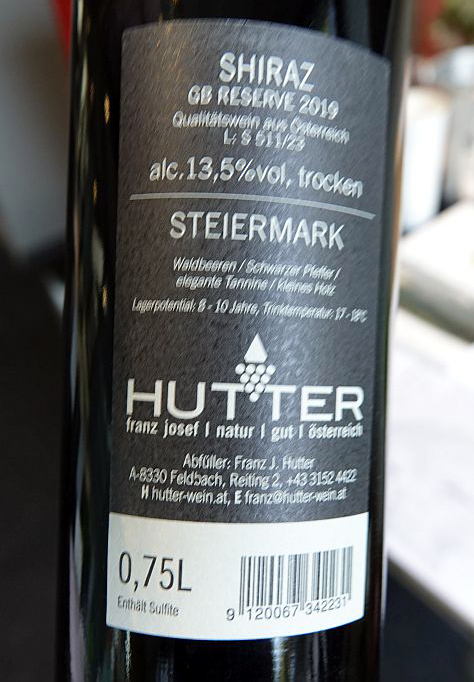 SHIRAZ
GB RESERVE 2019
Qualitätswein aus Österreich
L: S 511/23
alc.13,5%vol, trocken
STEIERMARK
Waldbeeren / Schwarzer Pfeffer /
elegante Tannine / kleines Holz
Lagerpotential: 8 - 10 Jahre, Trinktemperatur: 17 - 18°C
HUTTER
franz josef | natur | gut | österreich
Abfüller: Franz J. Hutter
A-8330 Feldbach, Reiting 2, +43 3152 4422
H hutter-wein.at, E franz@hutter-wein.at
0,75L
Enthält Sulfite
9 120067 342231